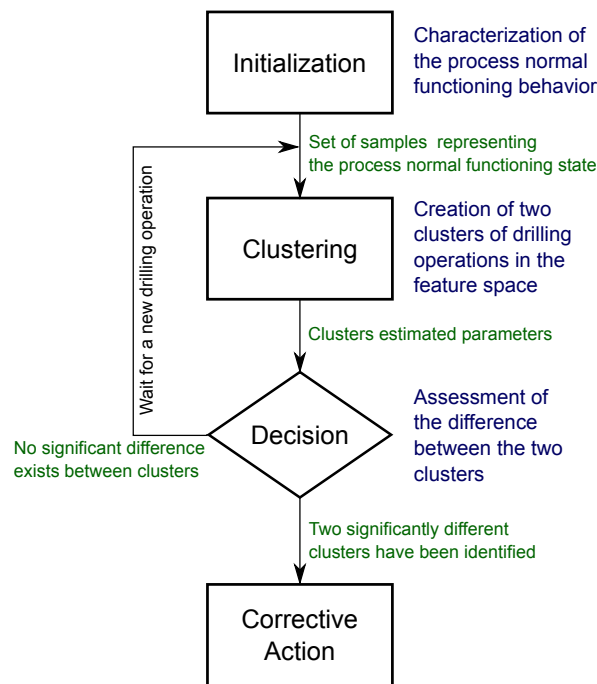 Initialization
Characterization of
the process normal
functioning behavior
Set of samples representing
the process normal functioning state
Wait for a new drilling operation
Clustering
Creation of two
clusters of drilling
operations in the
feature space
Clusters estimated parameters
Decision
Assessment of
the difference
between the two
clusters
No significant difference
exists between clusters
Two significantly different
clusters have been identified
Corrective
Action